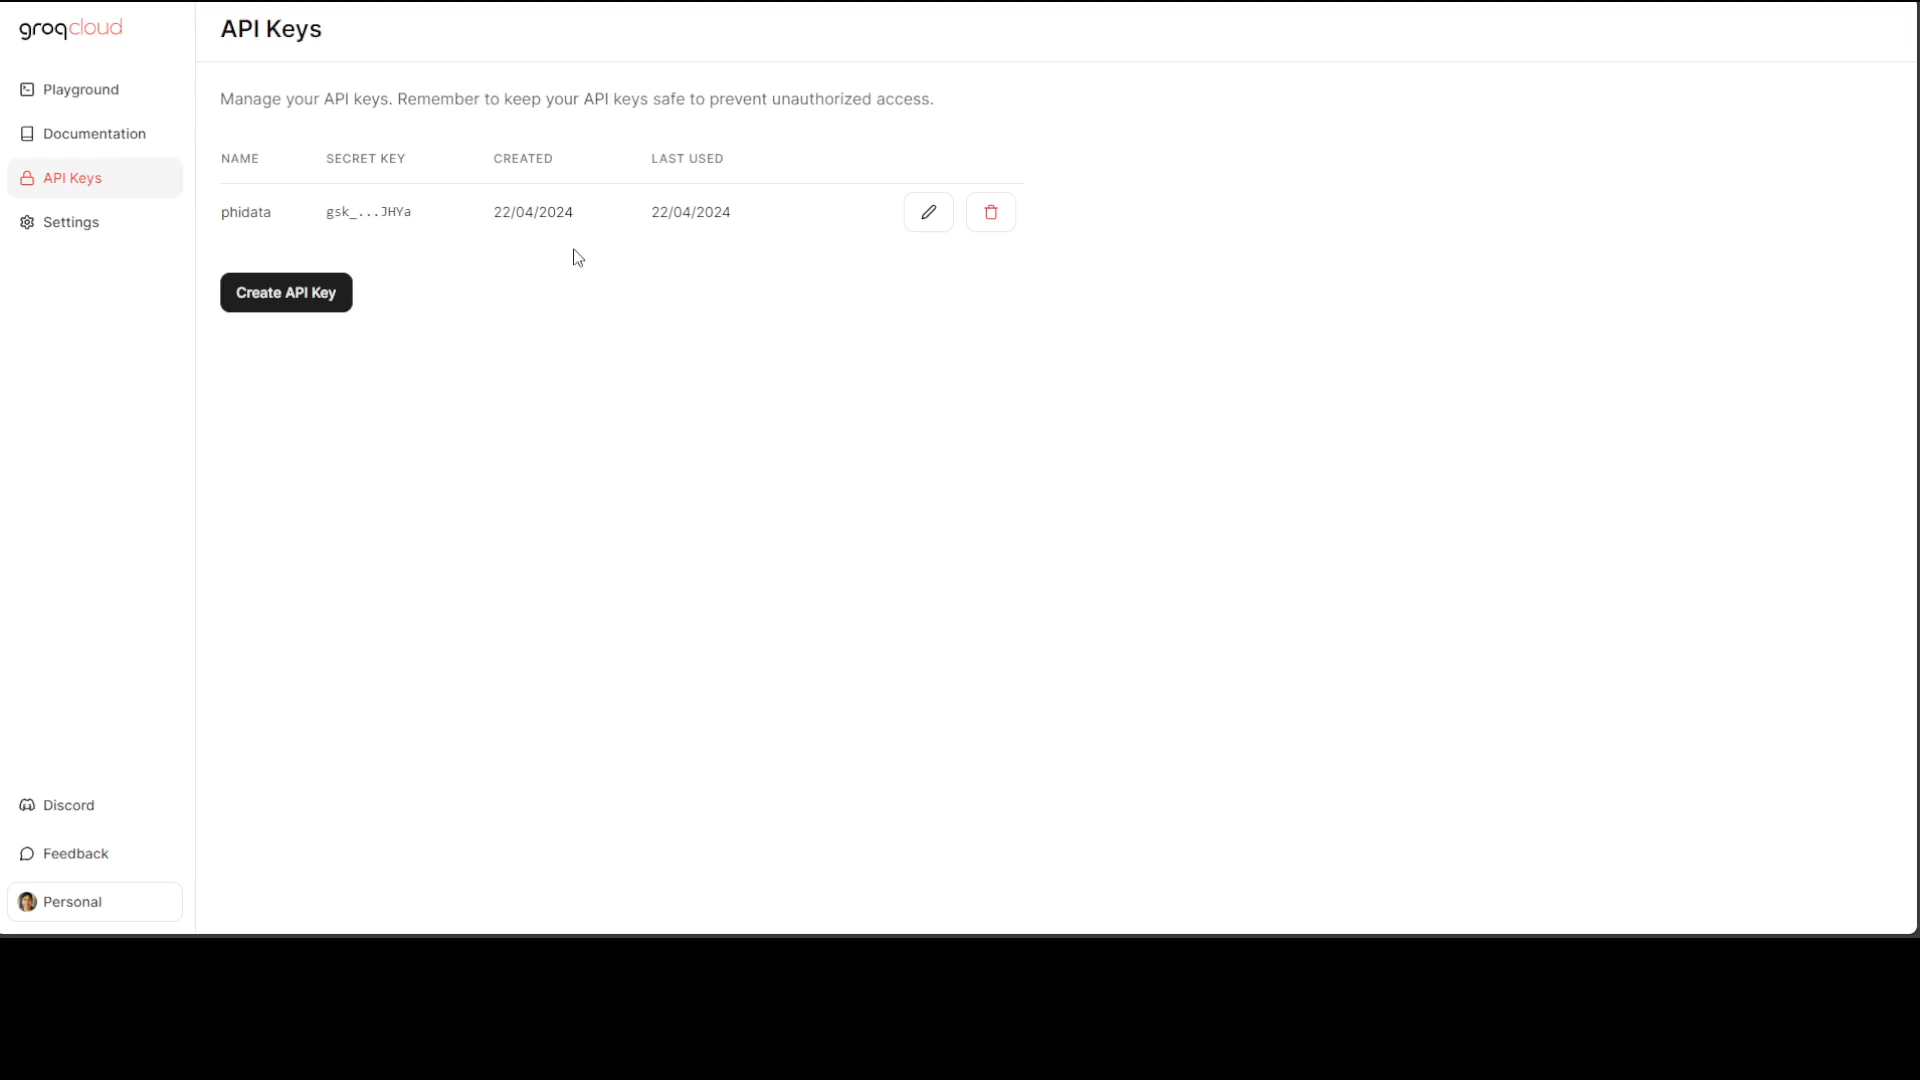 groqcloud
API Keys
Playground
Documentation
API Keys
Settings
Manage your API keys. Remember to keep your API keys safe to prevent unauthorized access.
NAME SECRET KEY CREATED LAST USED
phidata gsk_...JHYa 22/04/2024 22/04/2024
Create API Key
Discord
Feedback
Personal